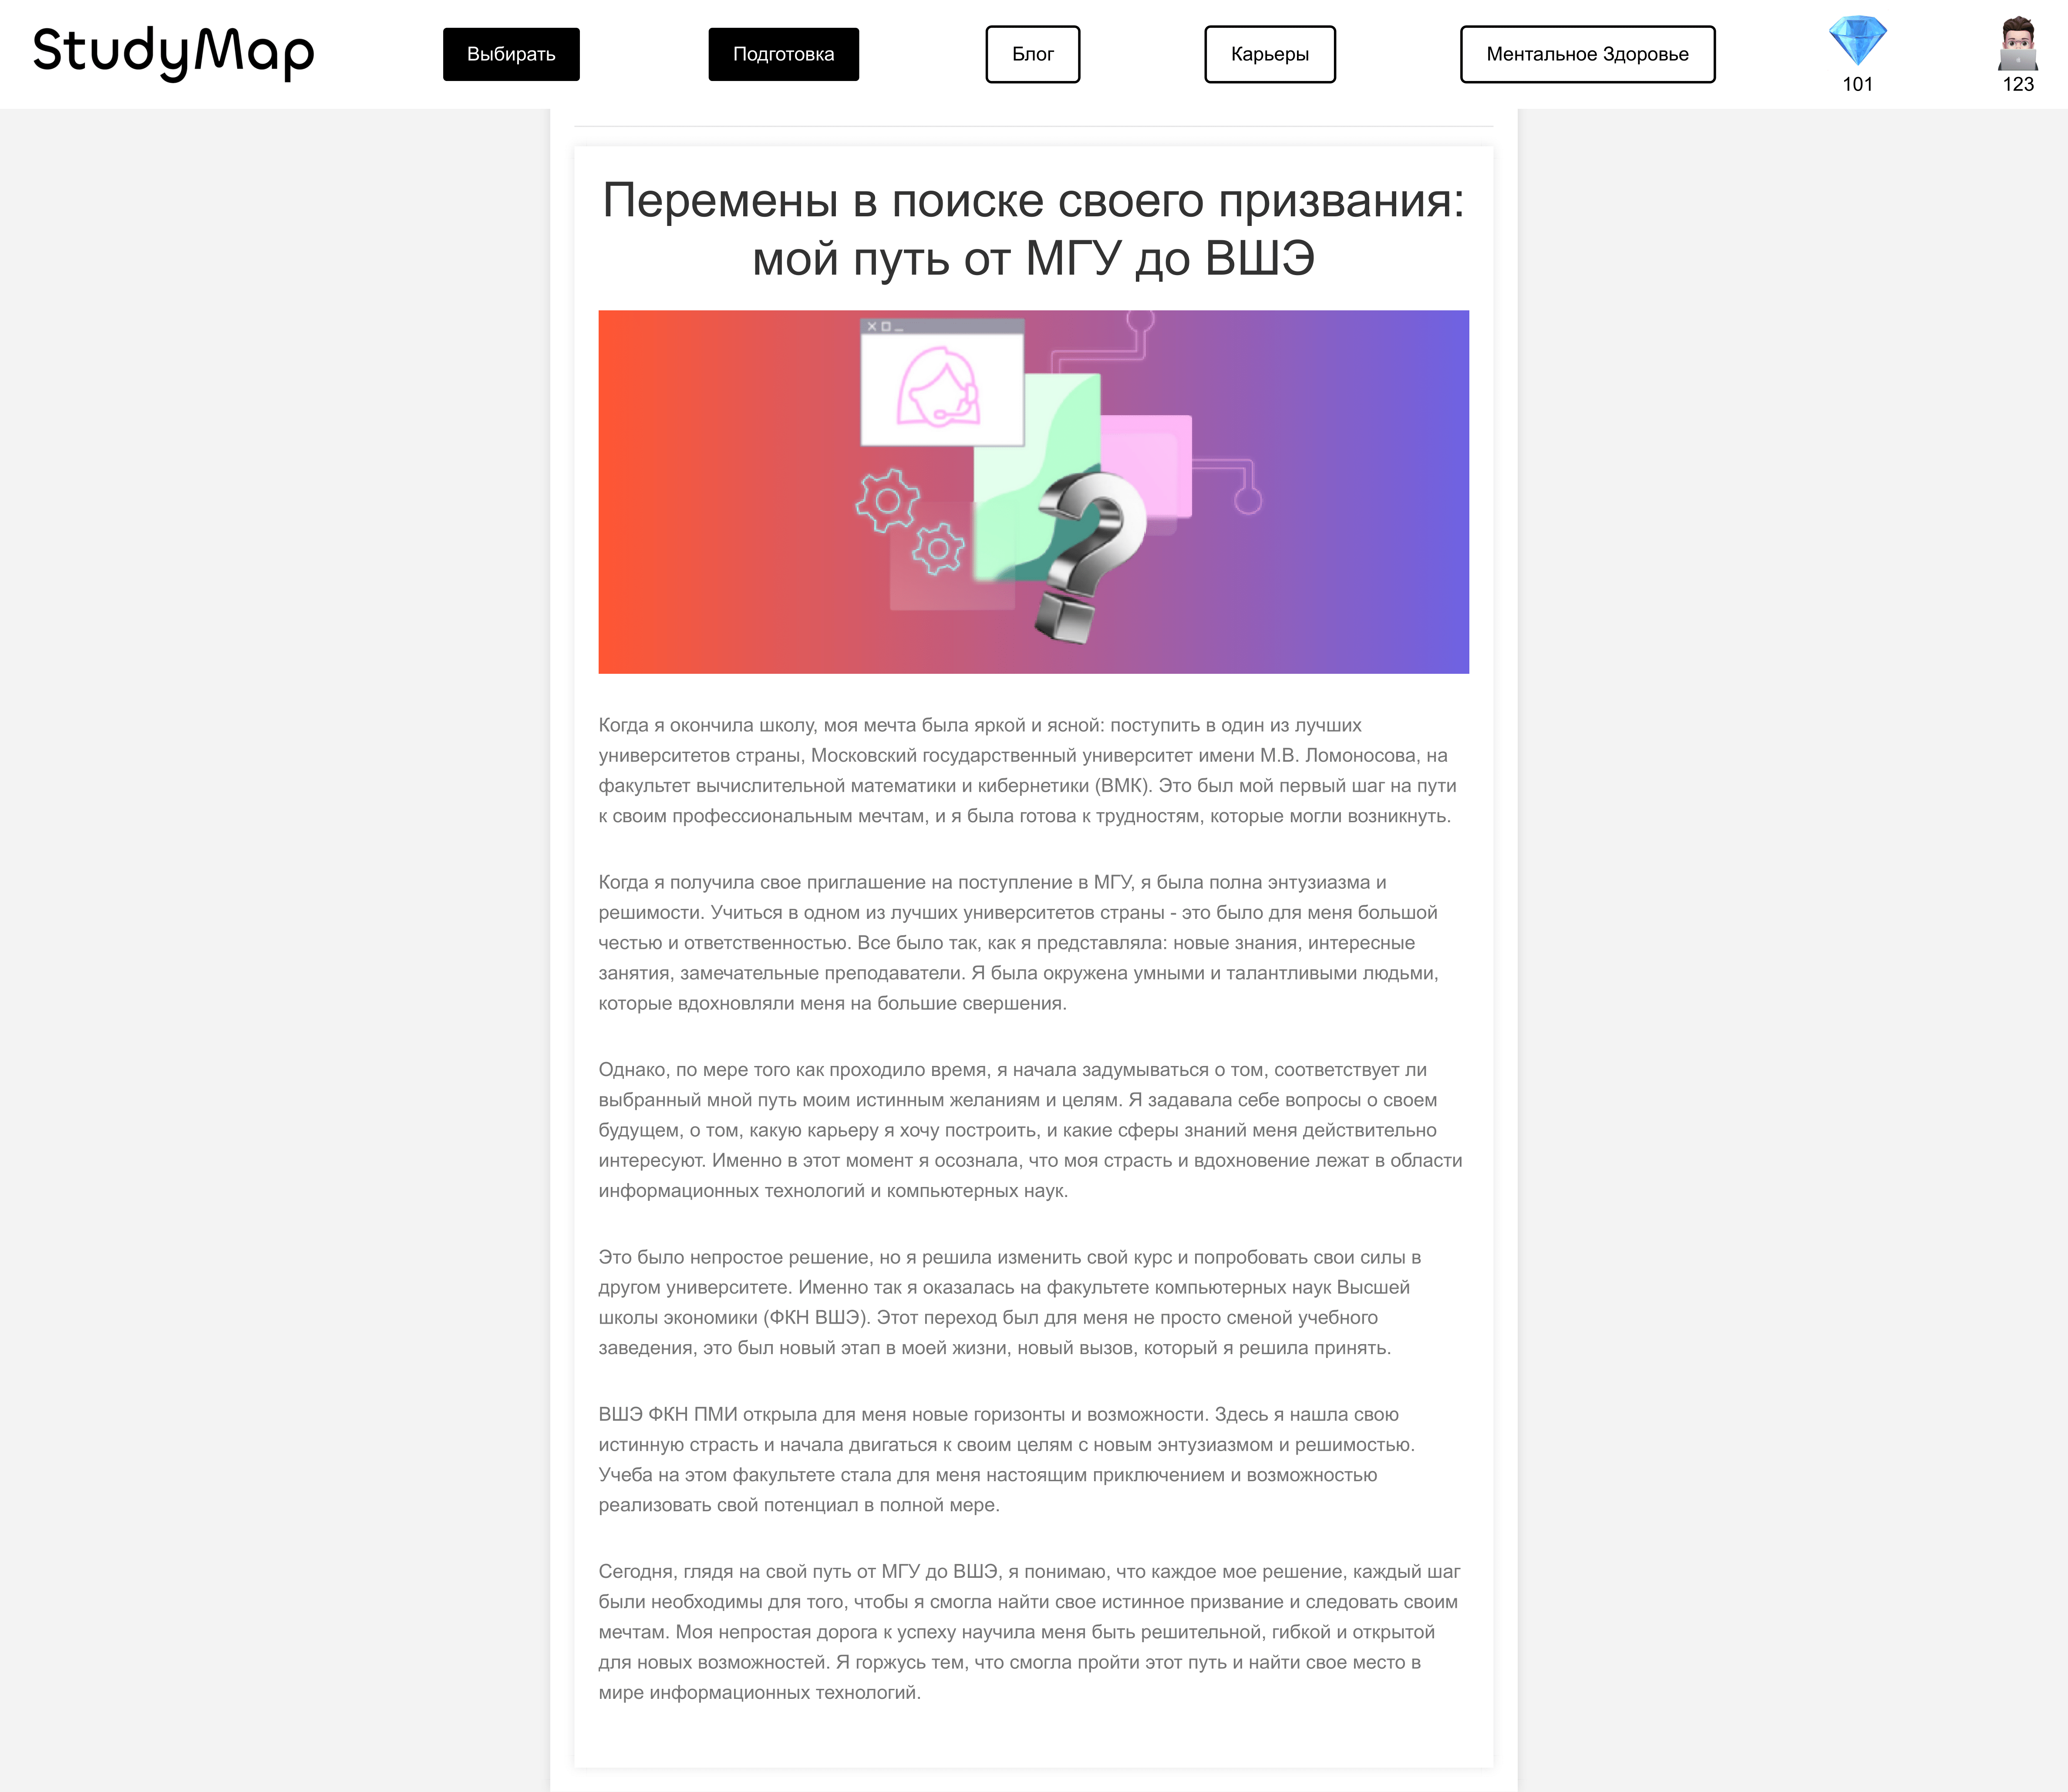 StudyMap
Выбирать
Подготовка
Блог
Карьеры
Ментальное Здоровье
101
123
Перемены в поиске своего призвания:
мой путь от МГУ до ВШЭ
Когда я окончила школу, моя мечта была яркой и ясной: поступить в один из лучших
университетов страны, Московский государственный университет имени М.В. Ломоносова, на
факультет вычислительной математики и кибернетики (ВМК). Это был мой первый шаг на пути
к своим профессиональным мечтам, и я была готова к трудностям, которые могли возникнуть.
Когда я получила свое приглашение на поступление в МГУ, я была полна энтузиазма и
решимости. Учиться в одном из лучших университетов страны - это было для меня большой
честью и ответственностью. Все было так, как я представляла: новые знания, интересные
занятия, замечательные преподаватели. Я была окружена умными и талантливыми людьми,
которые вдохновляли меня на большие свершения.
Однако, по мере того как проходило время, я начала задумываться о том, соответствует ли
выбранный мной путь моим истинным желаниям и целям. Я задавала себе вопросы о своем
будущем, о том, какую карьеру я хочу построить, и какие сферы знаний меня действительно
интересуют. Именно в этот момент я осознала, что моя страсть и вдохновение лежат в области
информационных технологий и компьютерных наук.
Это было непростое решение, но я решила изменить свой курс и попробовать свои силы в
другом университете. Именно так я оказалась на факультете компьютерных наук Высшей
школы экономики (ФКН ВШЭ). Этот переход был для меня не просто сменой учебного
заведения, это был новый этап в моей жизни, новый вызов, который я решила принять.
ВШЭ ФКН ПМИ открыла для меня новые горизонты и возможности. Здесь я нашла свою
истинную страсть и начала двигаться к своим целям с новым энтузиазмом и решимостью.
Учеба на этом факультете стала для меня настоящим приключением и возможностью
реализовать свой потенциал в полной мере.
Сегодня, глядя на свой путь от МГУ до ВШЭ, я понимаю, что каждое мое решение, каждый шаг
были необходимы для того, чтобы я смогла найти свое истинное призвание и следовать своим
мечтам. Моя непростая дорога к успеху научила меня быть решительной, гибкой и открытой
для новых возможностей. Я горжусь тем, что смогла пройти этот путь и найти свое место в
мире информационных технологий.